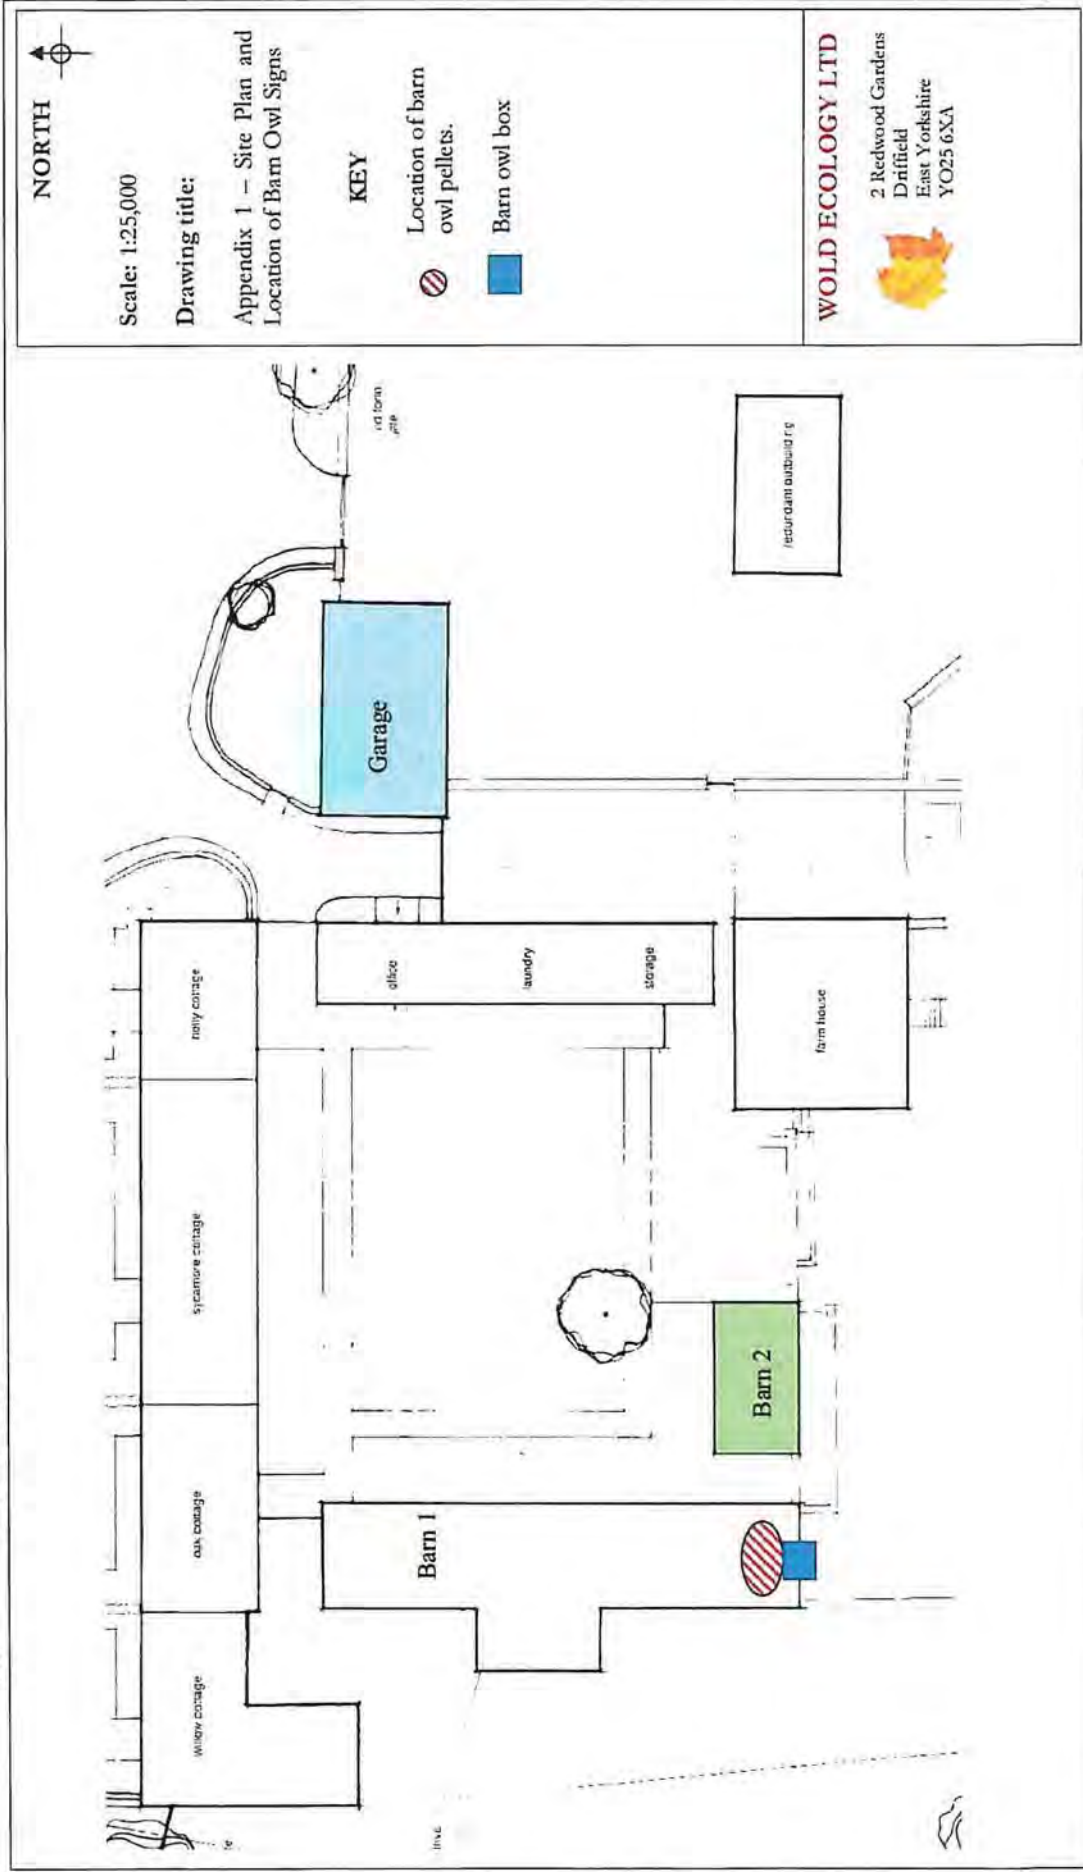 NORTH
Scale: 1:25,000
Drawing title:
Appendix 1 – Site Plan and
Location of Barn Owl Signs
KEY
Location of barn
owl pellets.
Barn owl box
WOLD ECOLOGY LTD
2 Redwood Gardens
Driffield
East Yorkshire
YO25 6XA
willow cottage
oak cottage
sycamore cottage
holly cottage
Barn 1
Barn 2
office
laundry
storage
farm house
Garage
redundant outbuilding